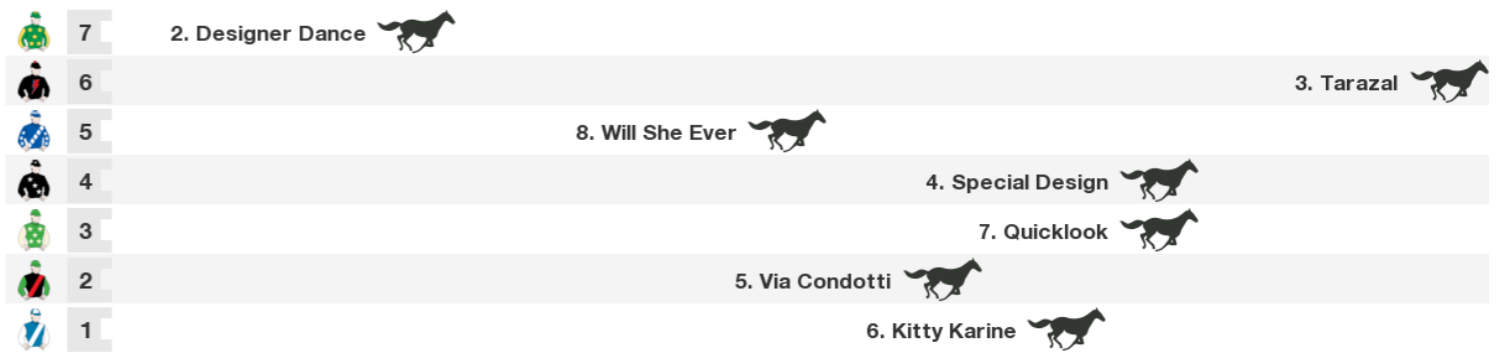 7 2. Designer Dance
6 3. Tarazal
5 8. Will She Ever
4 4. Special Design
3 7. Quicklook
2 5. Via Condotti
1 6. Kitty Karine